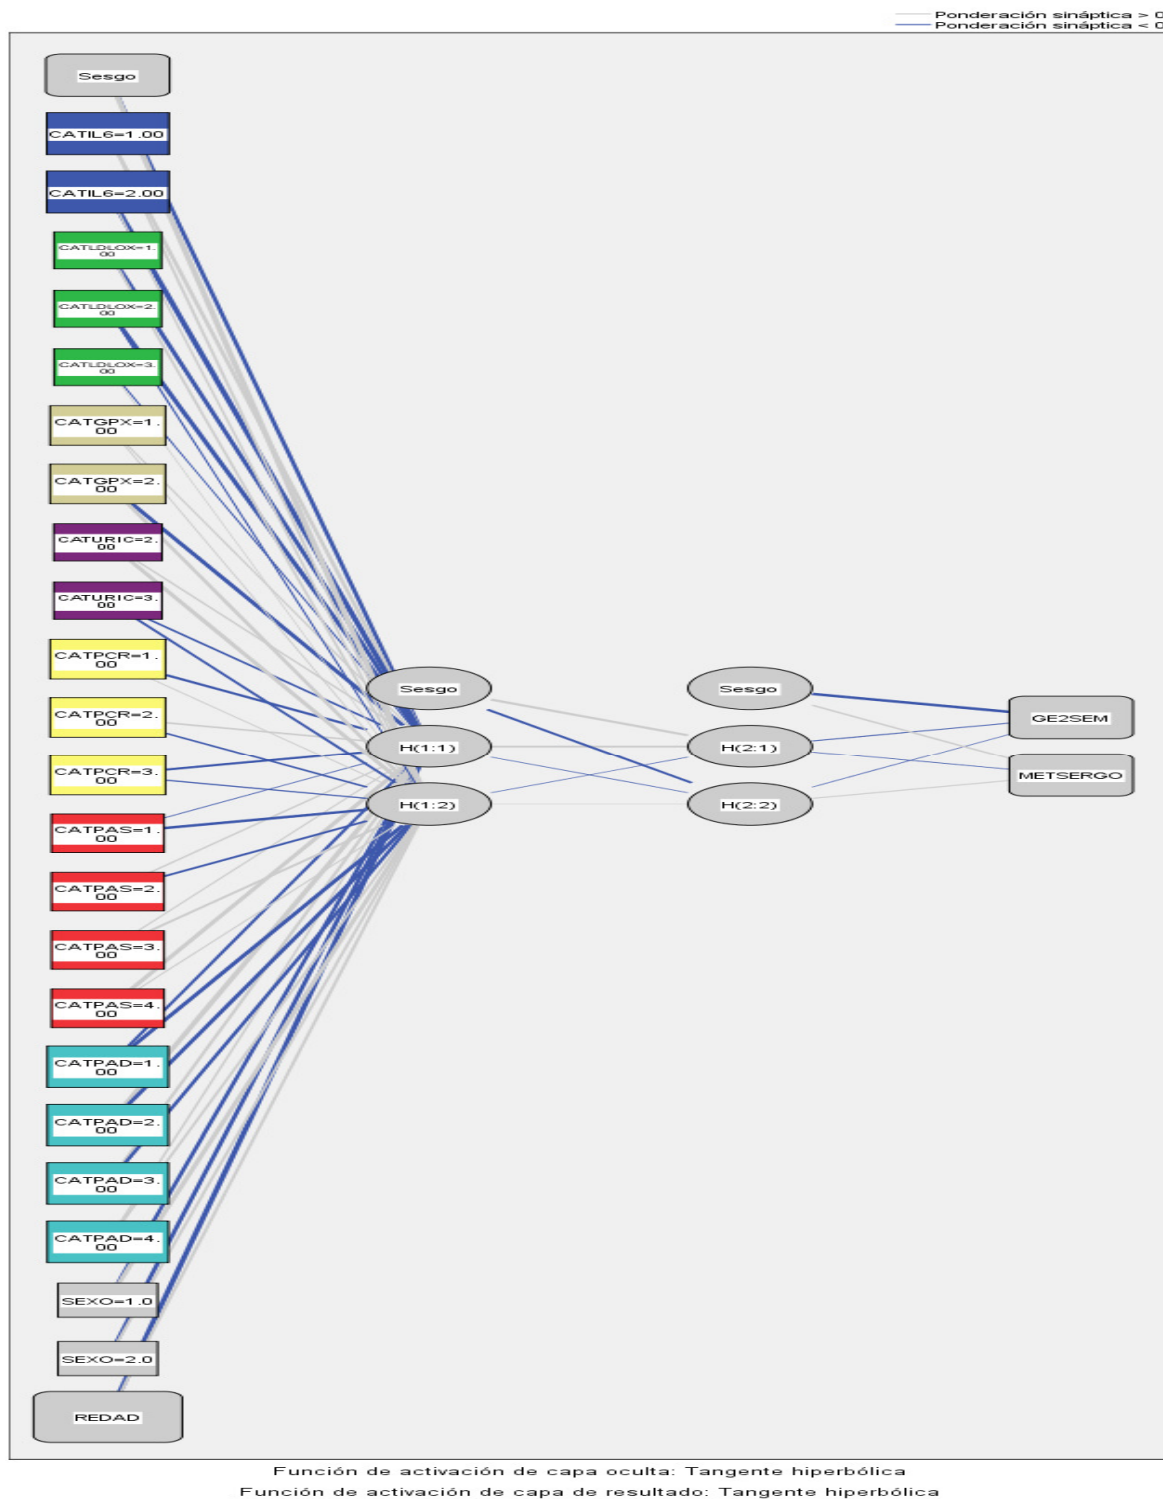 Ponderación sináptica > 0
Ponderación sináptica < 0
Sesgo
CATIL6=1.00
CATIL6=2.00
CATLDLOX=1.
00
CATLDLOX=2.
00
CATLDLOX=3.
00
CATGPX=1.
00
CATGPX=2.
00
CATURIC=2.
00
CATURIC=3.
00
CATPCR=1.
00
CATPCR=2.
00
CATPCR=3.
00
CATPAS=1.
00
CATPAS=2.
00
CATPAS=3.
00
CATPAS=4.
00
CATPAD=1.
00
CATPAD=2.
00
CATPAD=3.
00
CATPAD=4.
00
SEXO=1.0
SEXO=2.0
REDAD
Sesgo
H(1:1)
H(1:2)
Sesgo
H(2:1)
H(2:2)
GE2SEM
METSERGO
Función de activación de capa oculta: Tangente hiperbólica
Función de activación de capa de resultado: Tangente hiperbólica